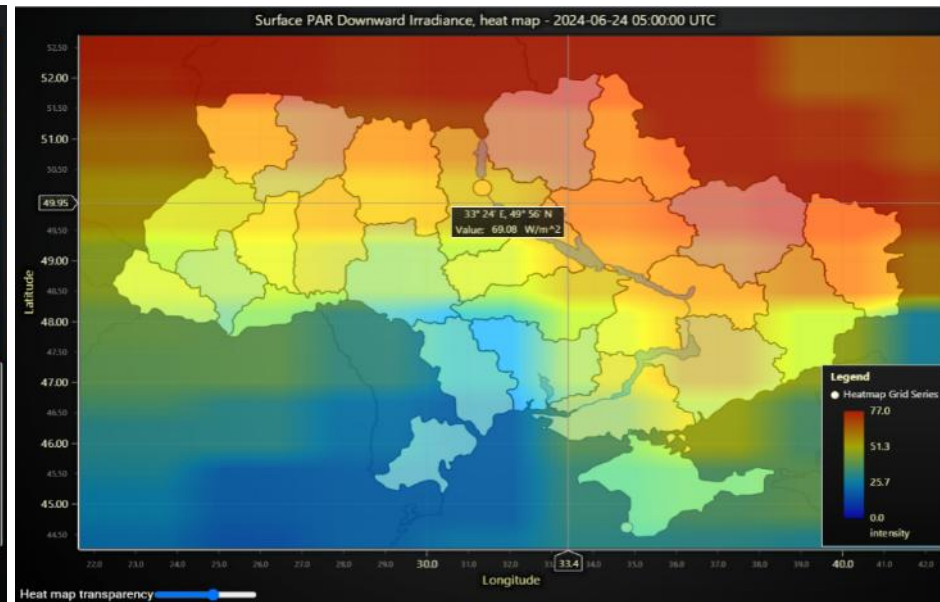 Surface PAR Downward Irradiance, heat map - 2024-06-24 05:00:00 UTC
52.50
52.00
51.50
51.00
50.50
49.95
49.50
49.00
48.50
48.00
47.50
47.00
46.50
46.00
45.50
45.00
44.50
Latitude
33° 24' E, 49° 56' N
Value: 69.08 W/m^2
Legend
Heatmap Grid Series
77.0
51.3
25.7
0.0
intensity
22.0 23.0 24.0 25.0 26.0 27.0 28.0 29.0 30.0 31.0 32.0 33.4 35.0 36.0 37.0 38.0 39.0 40.0 41.0 42.0
Longitude
Heat map transparency